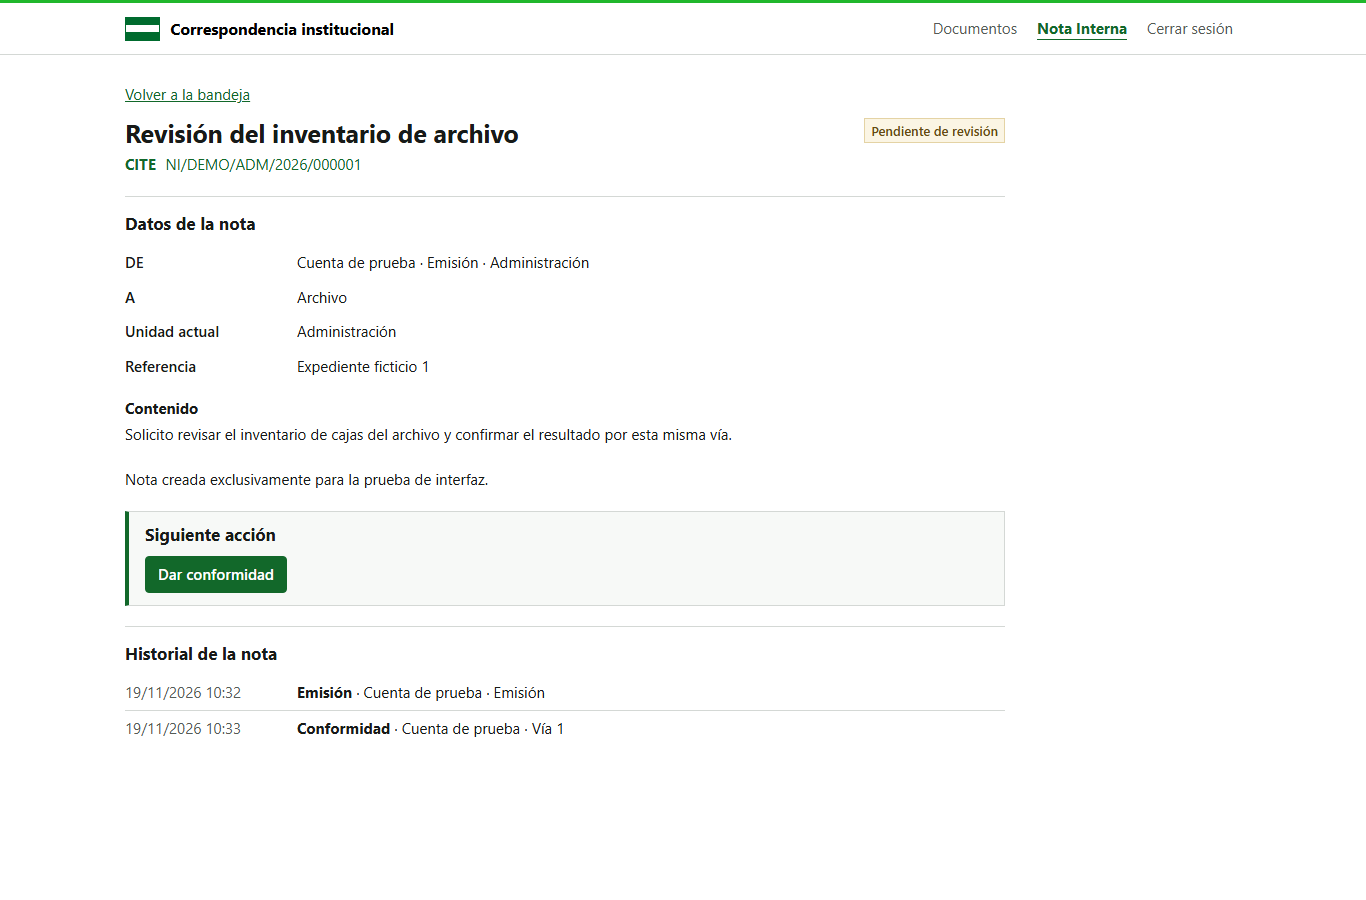 Correspondencia institucional
Documentos
Nota Interna
Cerrar sesión
Volver a la bandeja
Revisión del inventario de archivo
Pendiente de revisión
CITE NI/DEMO/ADM/2026/000001
Datos de la nota
DE Cuenta de prueba · Emisión · Administración
A Archivo
Unidad actual Administración
Referencia Expediente ficticio 1
Contenido
Solicito revisar el inventario de cajas del archivo y confirmar el resultado por esta misma vía.
Nota creada exclusivamente para la prueba de interfaz.
Siguiente acción
Dar conformidad
Historial de la nota
19/11/2026 10:32 Emisión · Cuenta de prueba · Emisión
19/11/2026 10:33 Conformidad · Cuenta de prueba · Vía 1